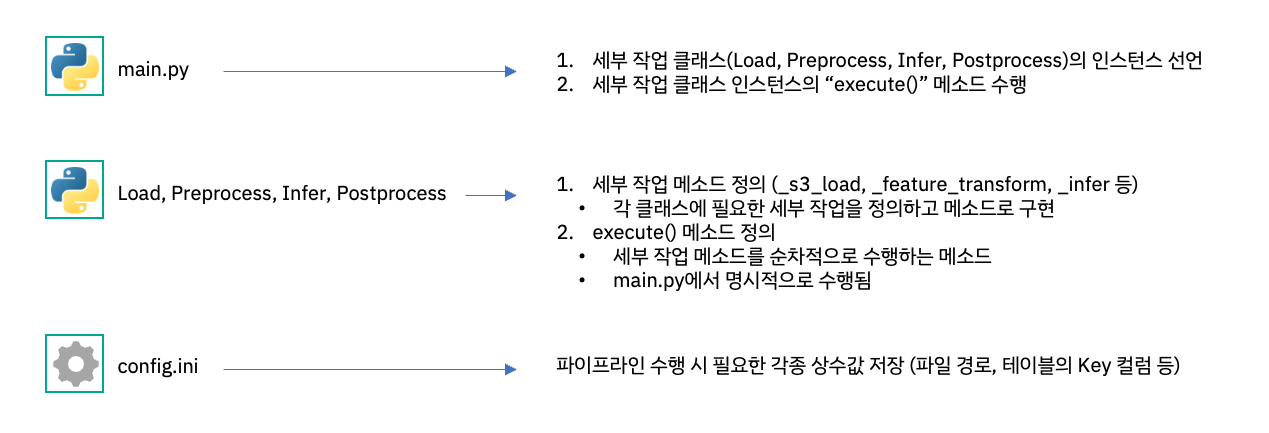 main.py
1. 세부 작업 클래스(Load, Preprocess, Infer, Postprocess)의 인스턴스 선언
2. 세부 작업 클래스 인스턴스의 “execute()” 메소드 수행
Load, Preprocess, Infer, Postprocess
1. 세부 작업 메소드 정의 (_s3_load, _feature_transform, _infer 등)
• 각 클래스에 필요한 세부 작업을 정의하고 메소드로 구현
2. execute() 메소드 정의
• 세부 작업 메소드를 순차적으로 수행하는 메소드
• main.py에서 명시적으로 수행됨
config.ini
파이프라인 수행 시 필요한 각종 상수값 저장 (파일 경로, 테이블의 Key 컬럼 등)